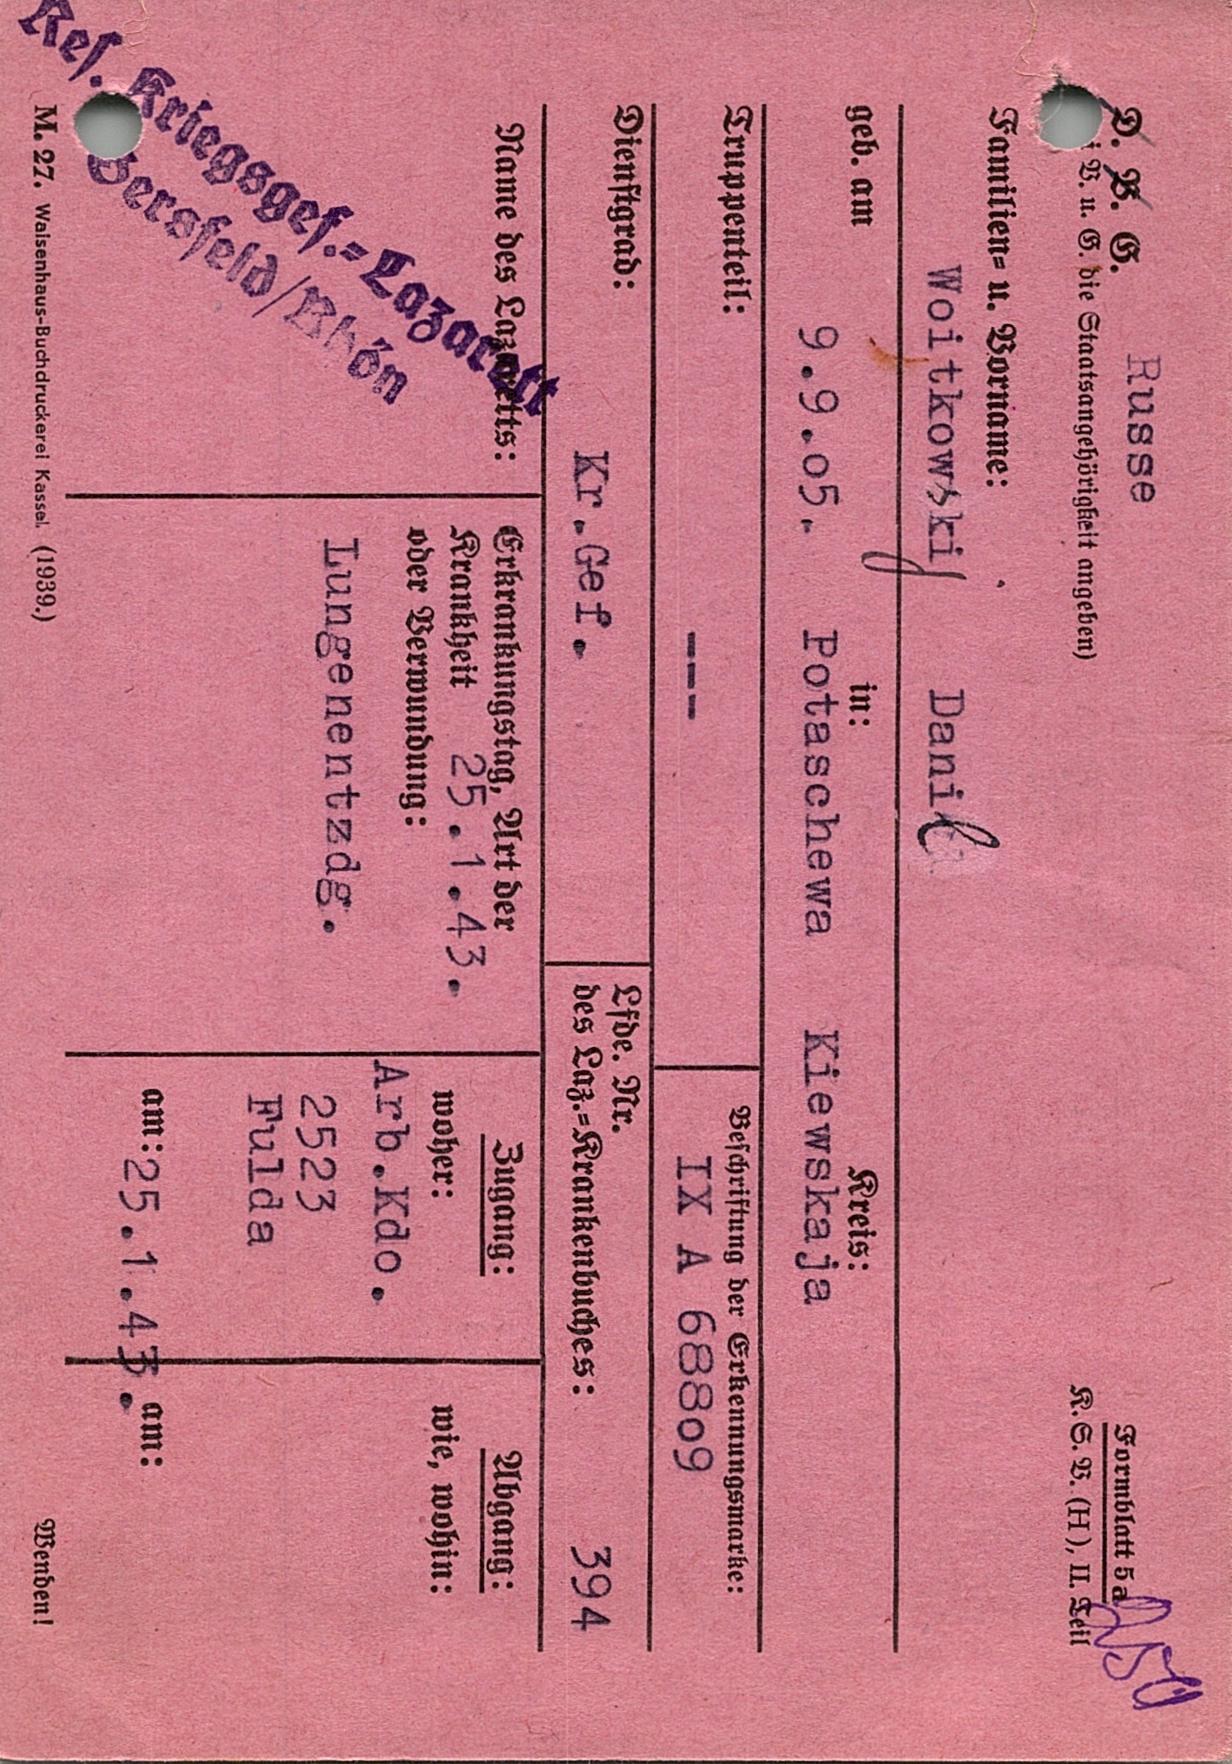 Russe
D. V. G.
V. u. G. die Staatsangehörigkeit angeben)
Formblatt 5a
K. S. V. (H), II. Teil
Familien= u. Vorname:
Woitkowskij Danil
geb. am in: Kreis:
9.9.05. Potaschewa Kiewskaja
Truppenteil:
---
Beschriftung der Erkennungsmarke:
IX A 68809
Dienstgrad:
Kr.Gef.
Lfde. Nr.
des Laz.=Krankenbuches: 394
Name des Lazaretts:
Res. Kriegsgef.=Lazarett
Gersfeld/Rhön
Erkrankungstag, Art der
Krankheit 25.1.43.
oder Verwundung:
Lungenentzdg.
Zugang:
woher:
Arb.Kdo.
2523
Fulda
am: 25.1.43.
Abgang:
wie, wohin:
am:
M. 27. Waisenhaus-Buchdruckerei Kassel. (1939.)
Wenden!